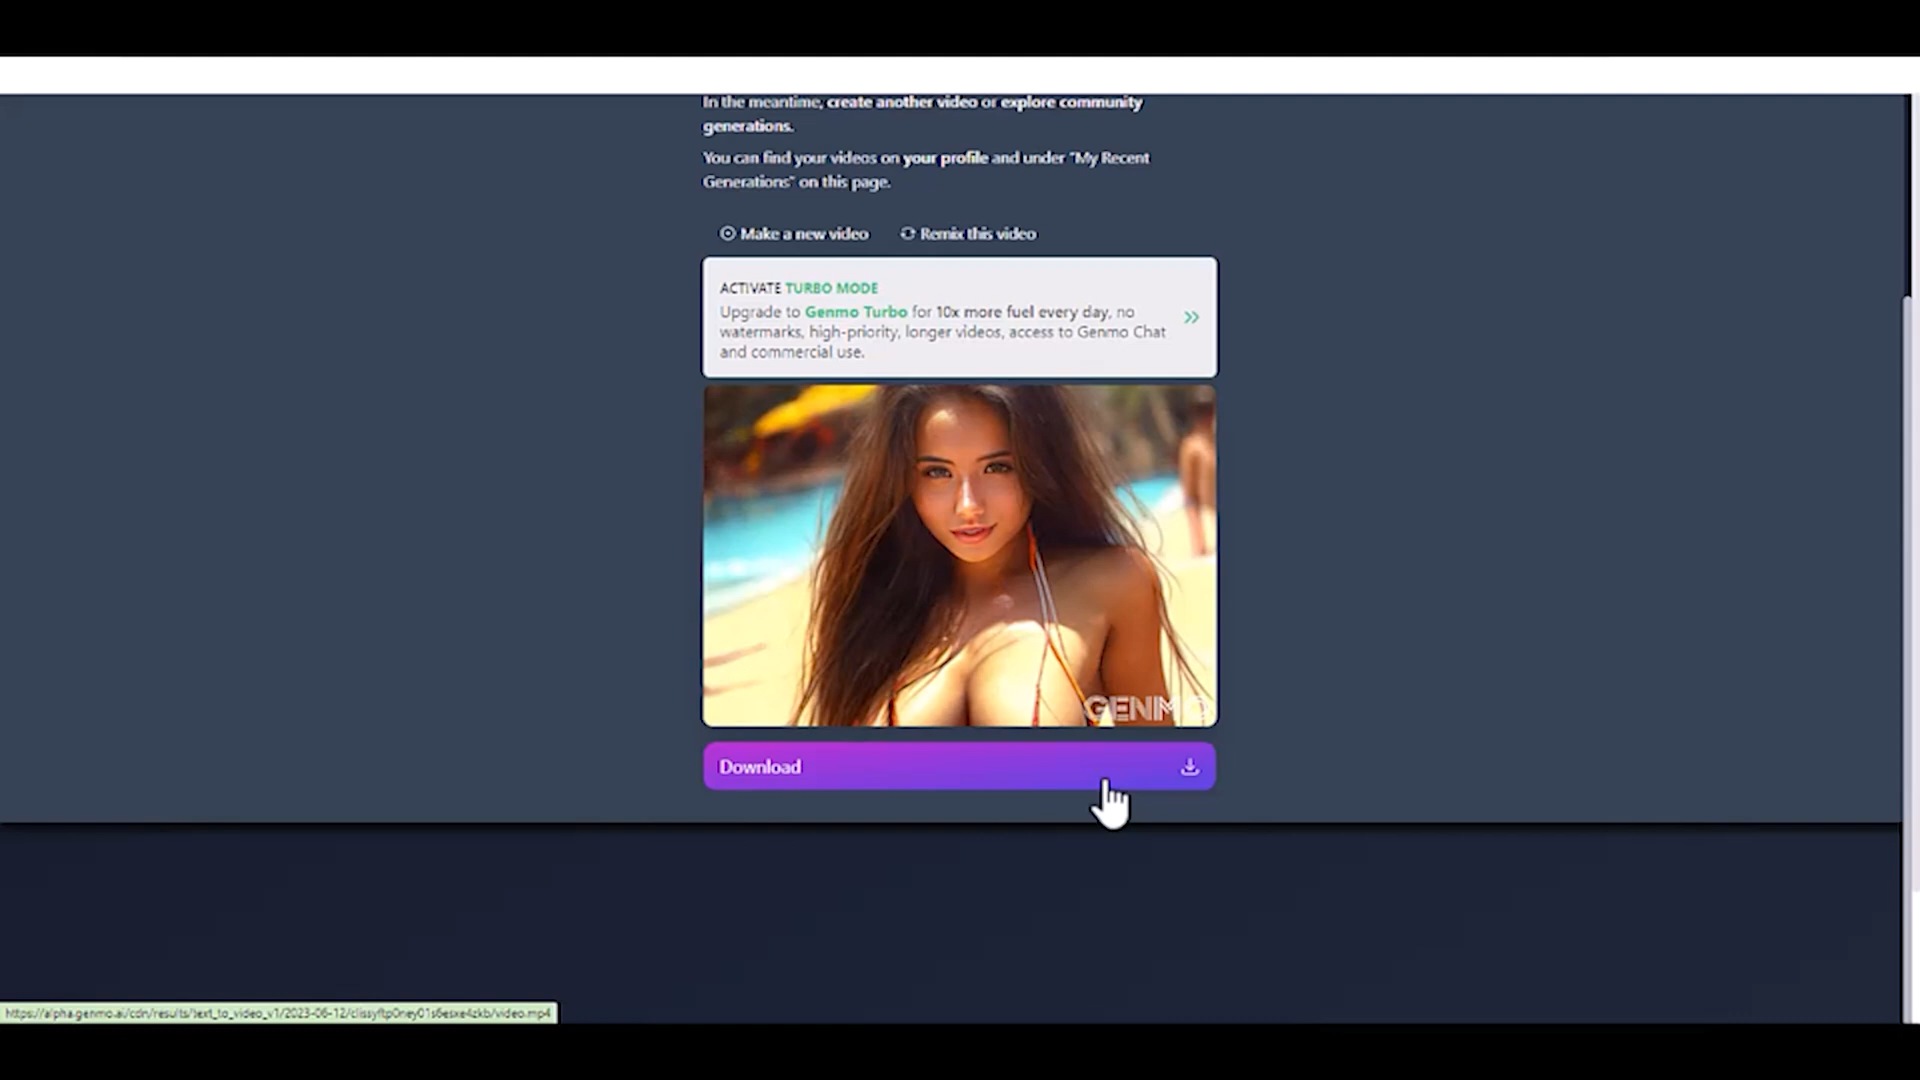 In the meantime, create another video or explore community
generations.
You can find your videos on your profile and under "My Recent
Generations" on this page.
Make a new video
Remix this video
ACTIVATE TURBO MODE
Upgrade to Genmo Turbo for 10x more fuel every day, no
watermarks, high-priority, longer videos, access to Genmo Chat
and commercial use.
GENMO
Download